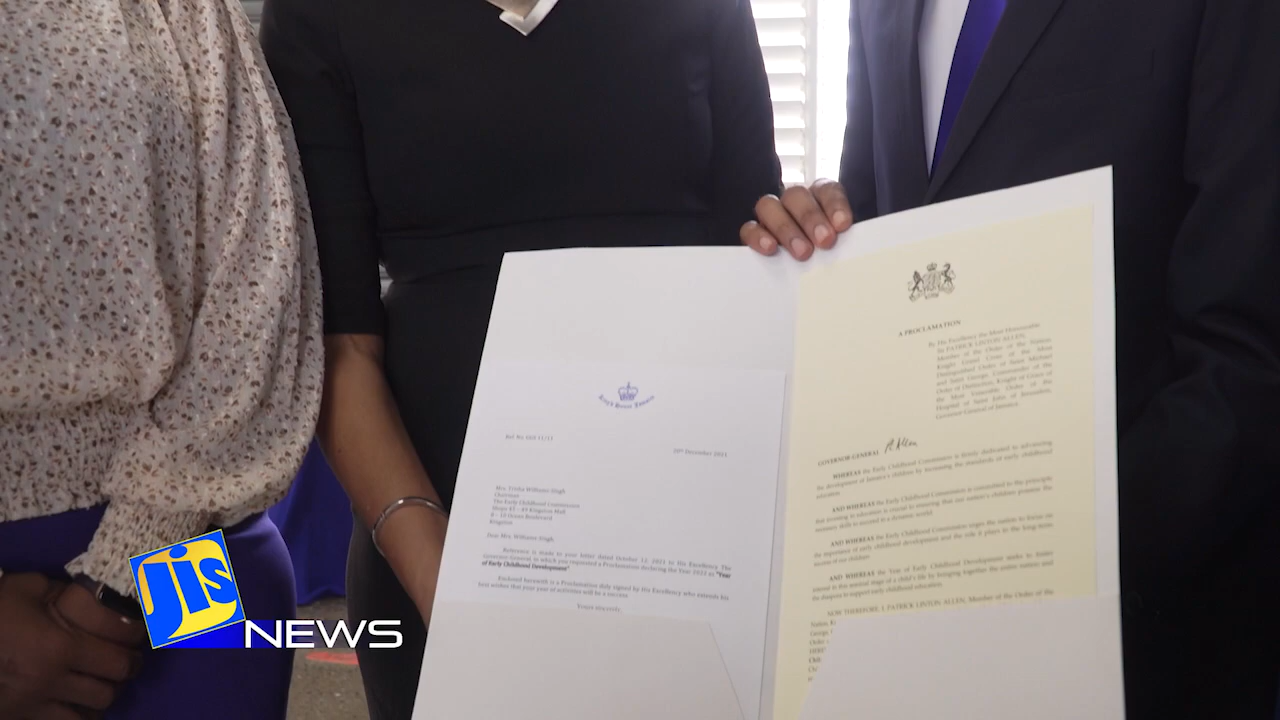 King's House Jamaica
Ref. No.
10th December 2021
Mrs. Trisha Williams-Singh
Chairman
The Early Childhood Commission
Shops 45 - 49 Kingston Mall
8 - 10 Ocean Boulevard
Kingston
Dear Mrs. Williams-Singh,
Reference is made to your letter dated October 12, 2021 to His Excellency, The
Governor-General, in which you requested a Proclamation declaring the Year 2022 as "Year
of Early Childhood Development"
Enclosed herewith is a Proclamation duly signed by His Excellency who extends his
best wishes that your year of activities will be a success
Yours sincerely,
A PROCLAMATION
By His Excellency the Most Honourable
Sir PATRICK LINTON ALLEN,
Member of the Order of the Nation,
Knight Grand Cross of the Most
Distinguished Order of Saint Michael
and Saint George, Commander of the
Order of Distinction, Knight of Grace of
the Most Venerable Order of the
Hospital of Saint John of Jerusalem,
Governor-General of Jamaica.
GOVERNOR-GENERAL P. Allen
WHEREAS the Early Childhood Commission is firmly dedicated to advancing
the development of Jamaica's children by increasing the standards of early childhood
education
AND WHEREAS the Early Childhood Commission is committed to the principle
that investing in education is crucial to ensuring that our nation's children possess the
necessary skills to succeed in a dynamic world
AND WHEREAS the Early Childhood Commission urges the nation to focus on
the importance of early childhood development and the role it plays in the long-term
success of our children
AND WHEREAS the Year of Early Childhood Development seeks to foster
this seminal stage of a child's life by bringing together the entire nation and
the diaspora to support early childhood education.
NOW THEREFORE, I, PATRICK LINTON ALLEN, Member of the Order of the
Nation,
George,
Order
jis
NEWS